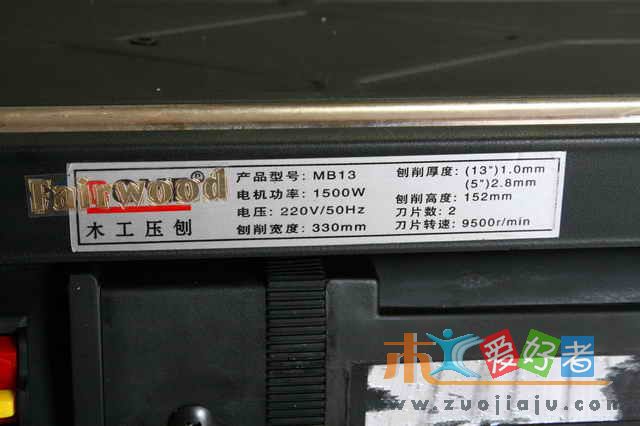 Fairwood ®
木工压刨
产品型号: MB13
电机功率: 1500W
电压: 220V/50Hz
刨削宽度: 330mm
刨削厚度: (13")1.0mm
(5")2.8mm
刨削高度: 152mm
刀片数: 2
刀片转速: 9500r/min
木工爱好者
www.zuojiaju.com